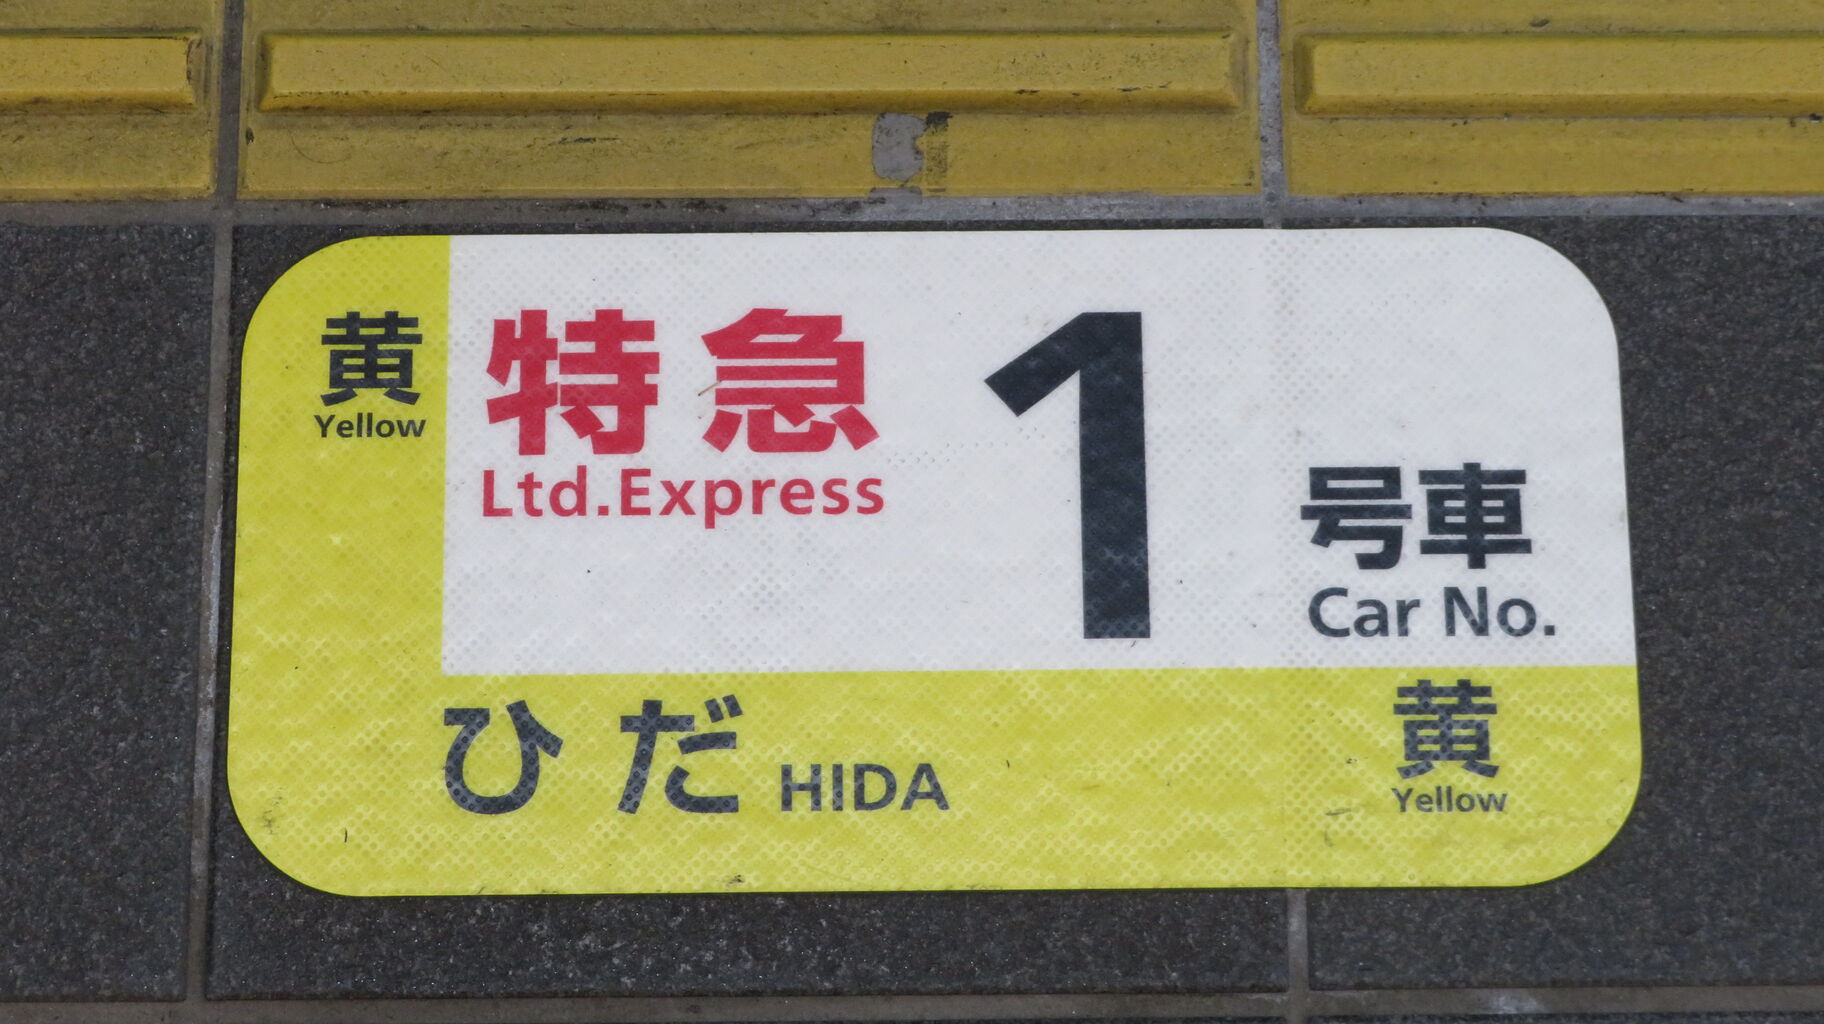 黄
Yellow
特急
Ltd.Express
1
号車
Car No.
ひだ HIDA
黄
Yellow